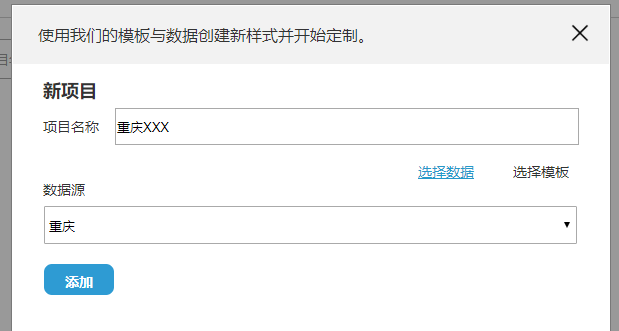 使用我们的模板与数据创建新样式并开始定制。
新项目
项目名称 重庆XXX
选择数据 选择模板
数据源
重庆
添加